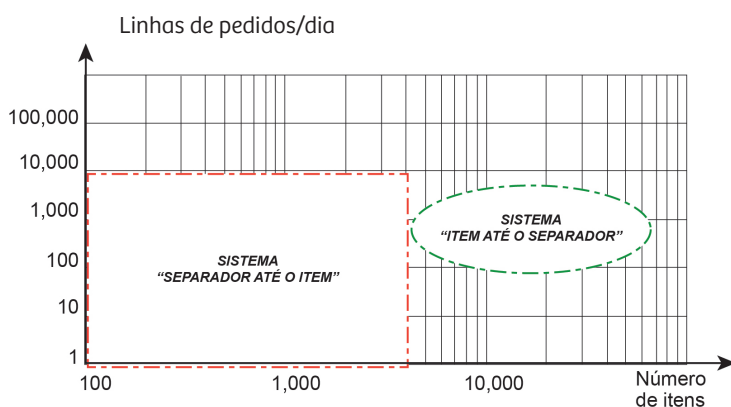 Linhas de pedidos/dia
100,000
10,000
1,000
100
10
1
SISTEMA
“SEPARADOR ATÉ O ITEM”
SISTEMA
“ITEM ATÉ O SEPARADOR”
100
1,000
10,000
Número
de itens